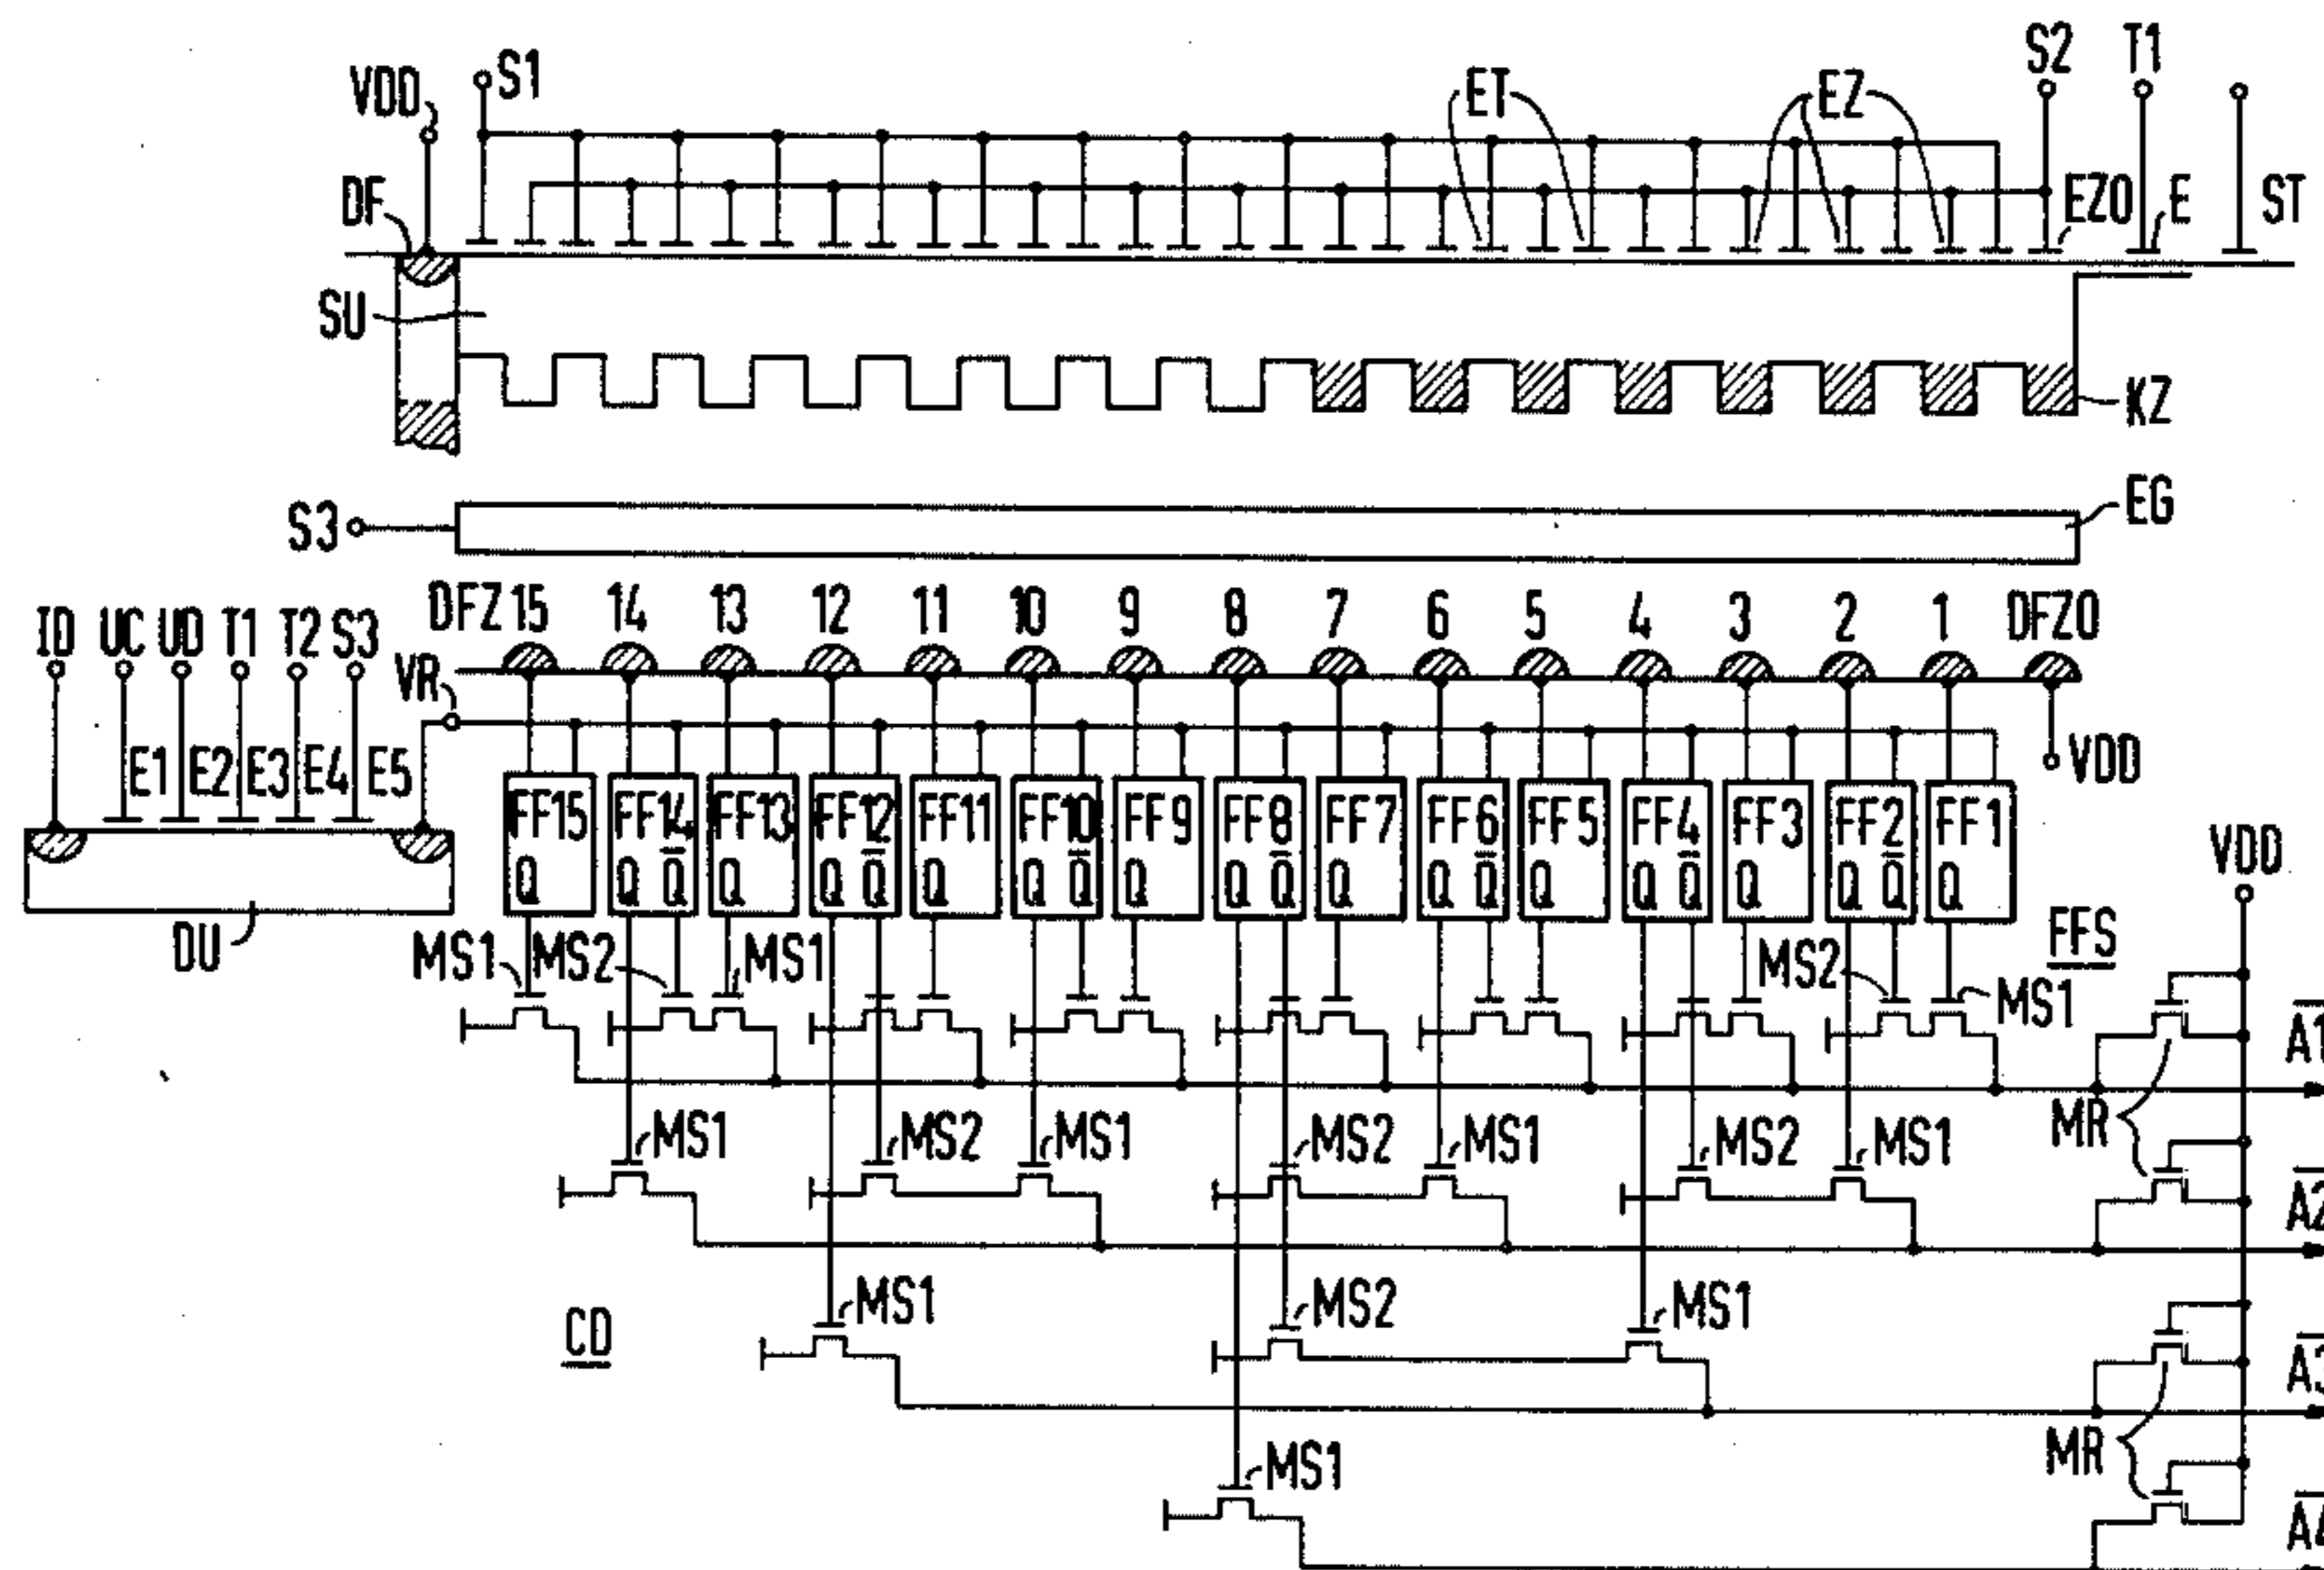 VDD S1 ET EZ S2 T1
DF EZ0 E ST
SU
KZ
S3 EG
ID UC UD T1 T2 S3 DFZ 15 14 13 12 11 10 9 8 7 6 5 4 3 2 1 DFZ0
VR
E1 E2 E3 E4 E5 VDD
FF15 FF14 FF13 FF12 FF11 FF10 FF9 FF8 FF7 FF6 FF5 FF4 FF3 FF2 FF1 VDD
Q Q Q̅ Q Q Q̅ Q Q Q̅ Q Q Q̅ Q Q Q̅ Q Q Q̅ Q Q Q̅ Q
DU MS1 MS2 MS1 MS2 FFS
MS1
A̅1
MR
MS1 MS2 MS1 MS2 MS1 MS2 MS1
A̅2
CD MS1 MS2 MS1
A̅3
MR
MS1
A̅4